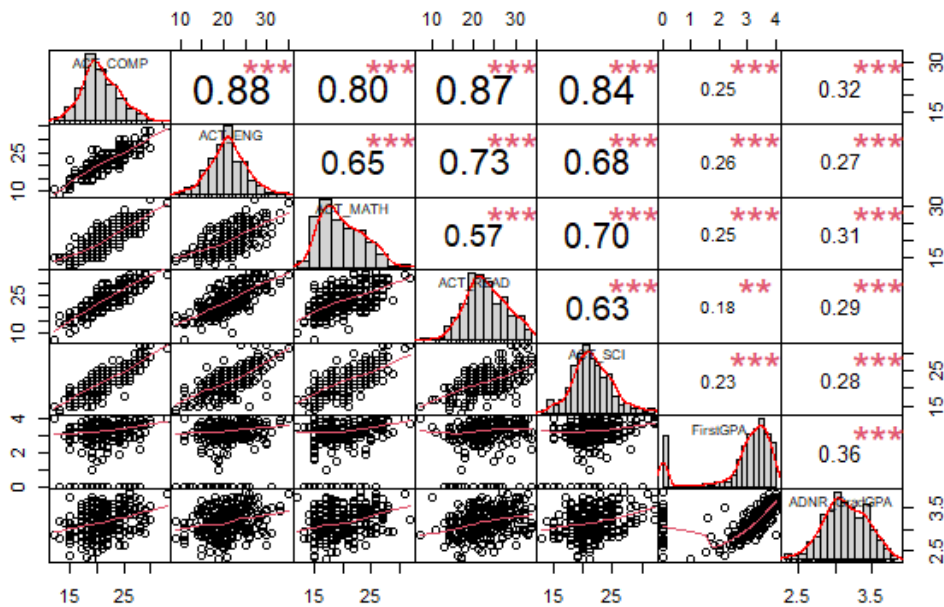 10 20 30 10 20 30 0 1 2 3 4
ACT_COMP *** *** *** *** *** ***
0.88 0.80 0.87 0.84 0.25 0.32
15 30
ACT_ENG *** *** *** *** ***
0.65 0.73 0.68 0.26 0.27
10 25
ACT_MATH *** *** *** ***
0.57 0.70 0.25 0.31
15 30
ACT_READ *** ** ***
0.63 0.18 0.29
10 25
ACT_SCI *** ***
0.23 0.28
15 25
FirstGPA ***
0.36
0 2 4
2.5 3.5
15 25 15 25 15 25 2.5 3.5